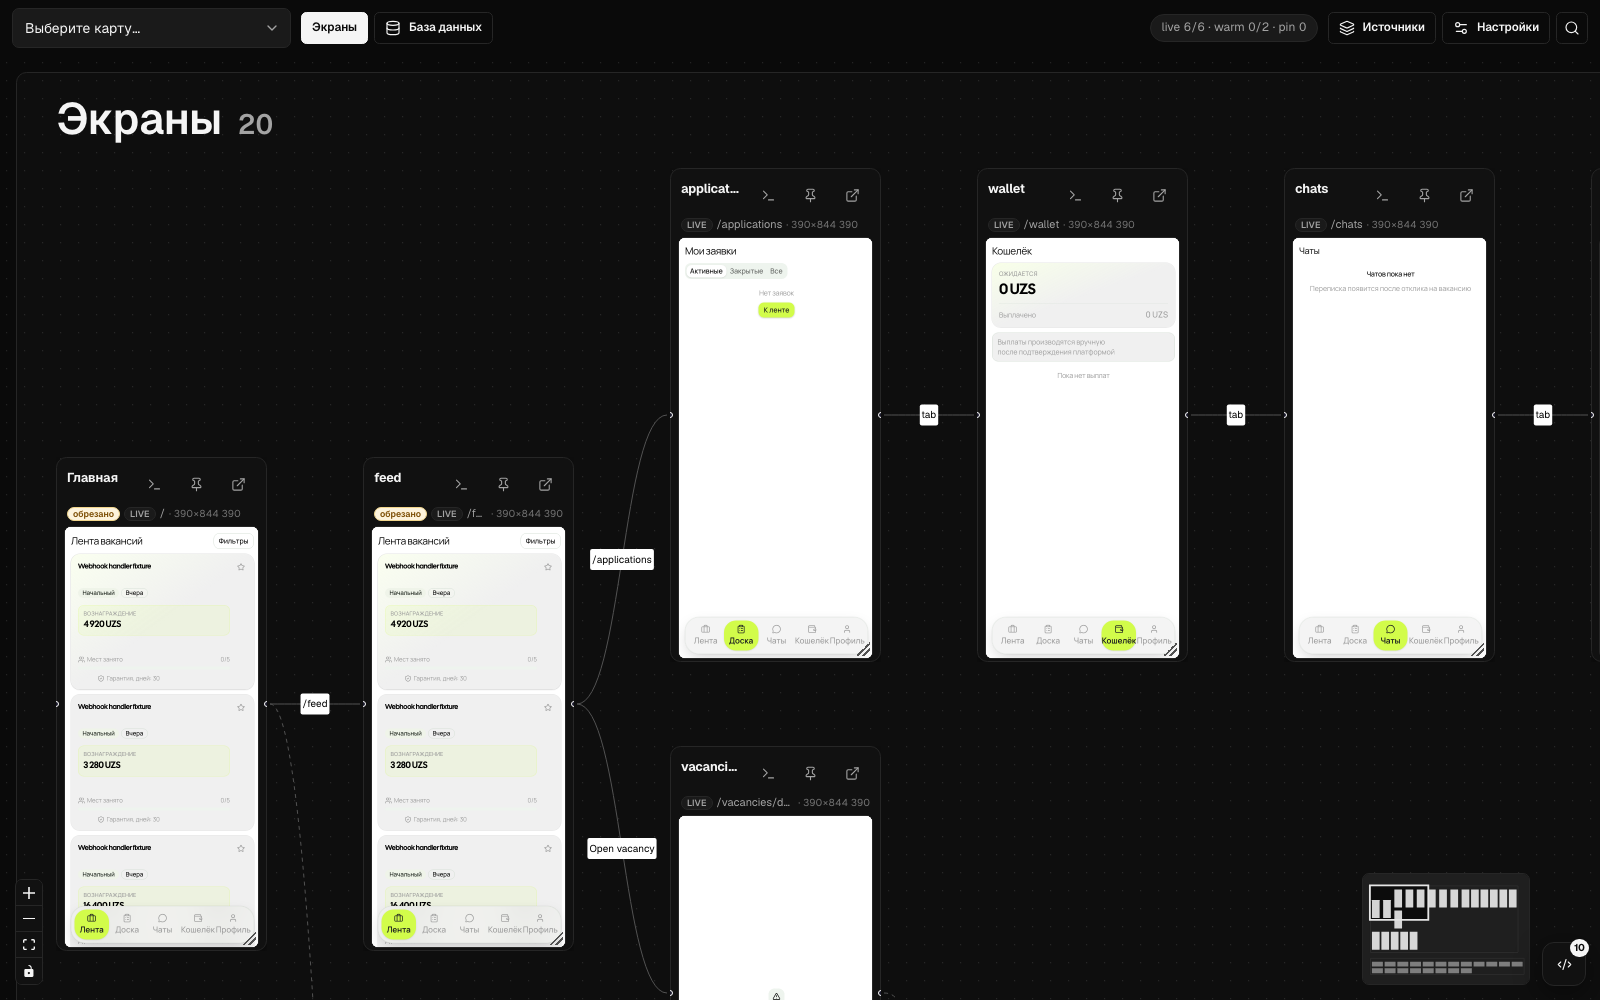 Выберите карту...
Экраны
База данных
live 6/6 · warm 0/2 · pin 0
Источники
Настройки
Экраны 20
applicat...
LIVE /applications · 390×844 390
Мои заявки
Активные Закрытые Все
Нет заявок
К ленте
Лента Доска Чаты Кошелёк Профиль
wallet
LIVE /wallet · 390×844 390
Кошелёк
ОЖИДАЕТСЯ
0 UZS
Выплачено 0 UZS
Выплаты производятся вручную
после подтверждения платформой
Пока нет выплат
Лента Доска Чаты Кошелёк Профиль
chats
LIVE /chats · 390×844 390
Чаты
Чатов пока нет
Переписка появится после отклика на вакансию
Лента Доска Чаты Кошелёк Профиль
tab
tab
tab
Главная
обрезано LIVE / · 390×844 390
Лента вакансий Фильтры
Webhook handler fixture
Начальный Вчера
ВОЗНАГРАЖДЕНИЕ
4 920 UZS
Мест занято 0/5
Гарантия, дней: 30
Webhook handler fixture
Начальный Вчера
ВОЗНАГРАЖДЕНИЕ
3 280 UZS
Мест занято 0/5
Гарантия, дней: 30
Webhook handler fixture
Начальный Вчера
ВОЗНАГРАЖДЕНИЕ
16 400 UZS
Лента Доска Чаты Кошелёк Профиль
/feed
feed
обрезано LIVE /f... · 390×844 390
Лента вакансий Фильтры
Webhook handler fixture
Начальный Вчера
ВОЗНАГРАЖДЕНИЕ
4 920 UZS
Мест занято 0/5
Гарантия, дней: 30
Webhook handler fixture
Начальный Вчера
ВОЗНАГРАЖДЕНИЕ
3 280 UZS
Мест занято 0/5
Гарантия, дней: 30
Webhook handler fixture
Начальный Вчера
ВОЗНАГРАЖДЕНИЕ
16 400 UZS
Лента Доска Чаты Кошелёк Профиль
/applications
Open vacancy
vacanci...
LIVE /vacancies/d... · 390×844 390
10